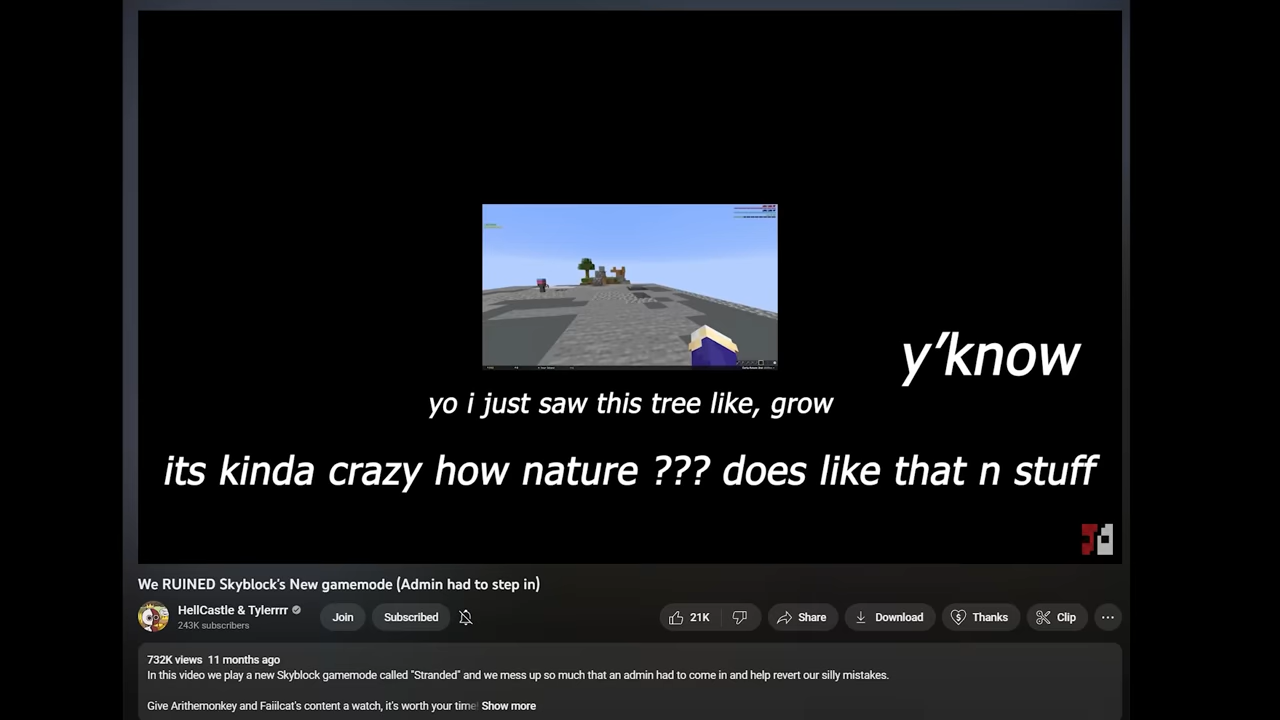 y’know
yo i just saw this tree like, grow
its kinda crazy how nature ??? does like that n stuff
We RUINED Skyblock's New gamemode (Admin had to step in)
HellCastle & Tylerrrr
243K subscribers
Join
Subscribed
21K
Share
Download
Thanks
Clip
732K views 11 months ago
In this video we play a new Skyblock gamemode called "Stranded" and we mess up so much that an admin had to come in and help revert our silly mistakes.
Give Arithemonkey and Faiilcat's content a watch, it's worth your time! Show more